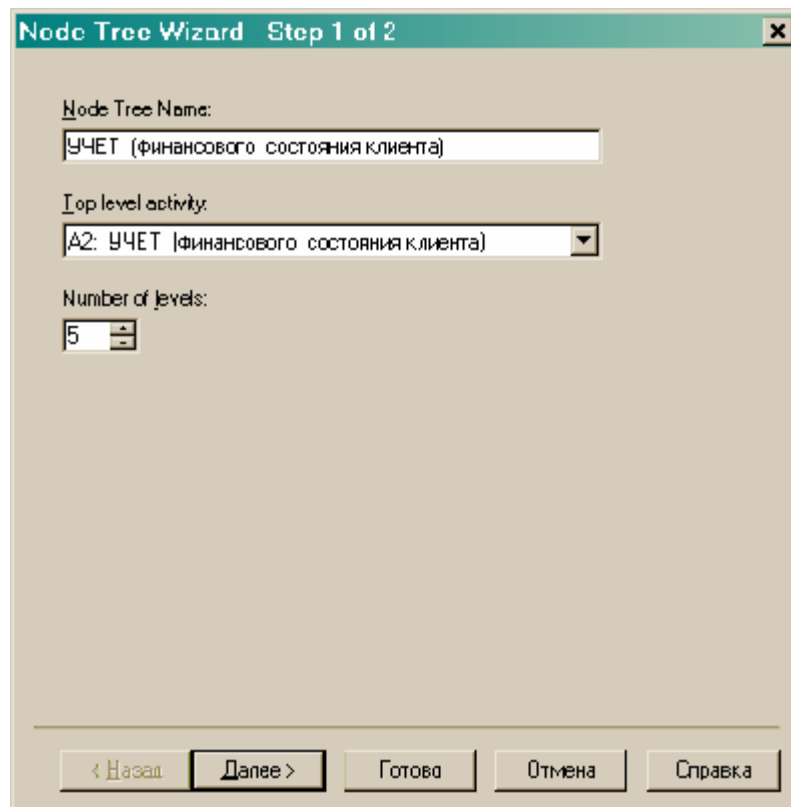 Node Tree Wizard Step 1 of 2
Node Tree Name:
УЧЕТ (финансового состояния клиента)
Top level activity:
A2: УЧЕТ (финансового состояния клиента)
Number of levels:
5
< Назад Далее > Готово Отмена Справка